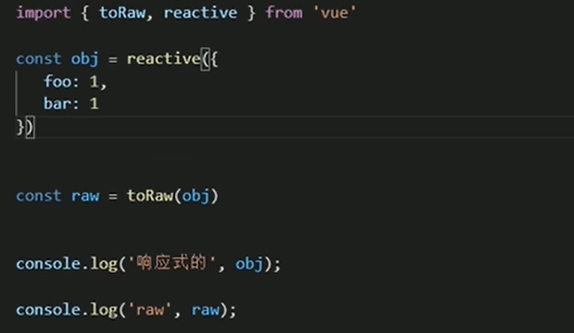 import { toRaw, reactive } from 'vue'
const obj = reactive({
foo: 1,
bar: 1
})
const raw = toRaw(obj)
console.log('响应式的', obj);
console.log('raw', raw);